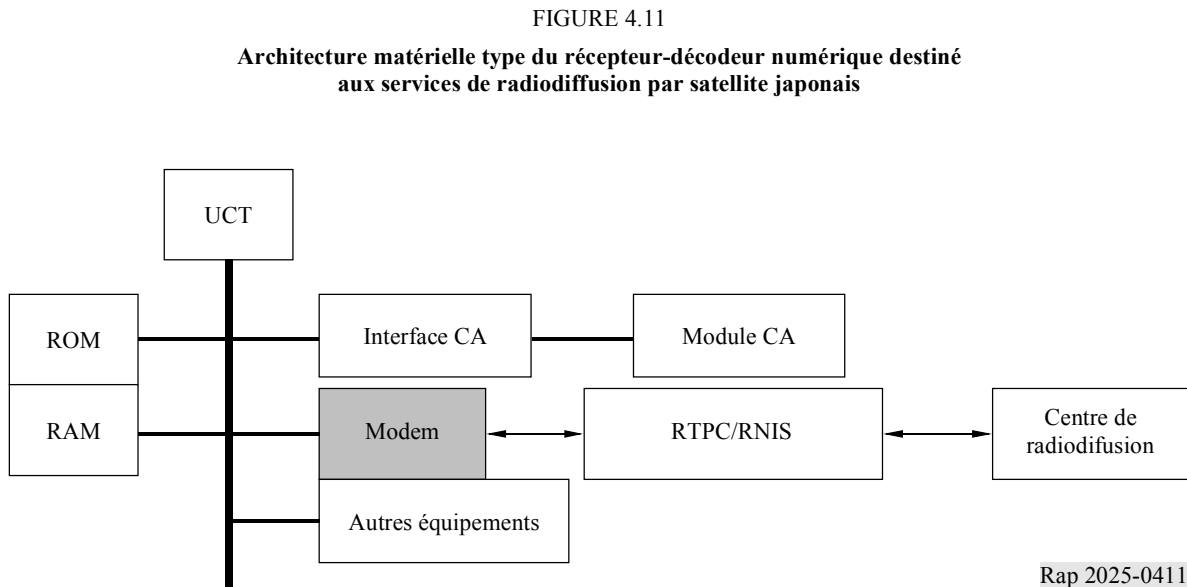 FIGURE 4.11
Architecture matérielle type du récepteur-décodeur numérique destiné
aux services de radiodiffusion par satellite japonais
UCT
ROM
Interface CA
Module CA
RAM
Modem
RTPC/RNIS
Centre de
radiodifusion
Autres équipements
Rap 2025-0411